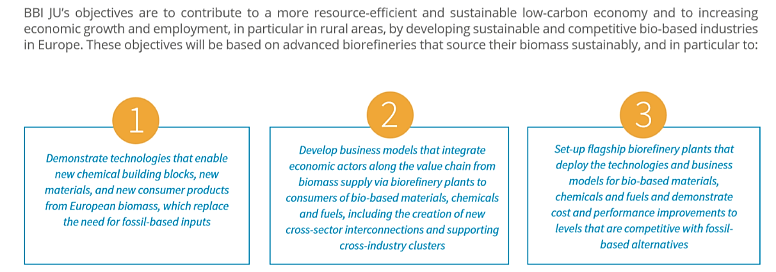 BBI JU's objectives are to contribute to a more resource-efficient and sustainable low-carbon economy and to increasing
economic growth and employment, in particular in rural areas, by developing sustainable and competitive bio-based industries
in Europe. These objectives will be based on advanced biorefineries that source their biomass sustainably, and in particular to:
1
Demonstrate technologies that enable
new chemical building blocks, new
materials, and new consumer products
from European biomass, which replace
the need for fossil-based inputs
2
Develop business models that integrate
economic actors along the value chain from
biomass supply via biorefinery plants to
consumers of bio-based materials, chemicals
and fuels, including the creation of new
cross-sector interconnections and supporting
cross-industry clusters
3
Set-up flagship biorefinery plants that
deploy the technologies and business
models for bio-based materials,
chemicals and fuels and demonstrate
cost and performance improvements to
levels that are competitive with fossil-
based alternatives